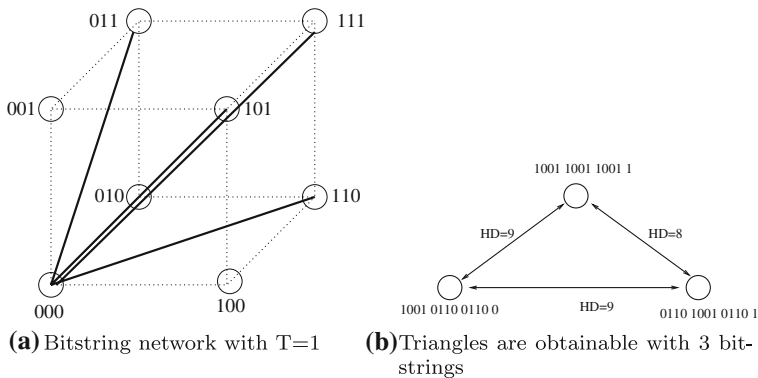 011
111
001
101
010
110
000
100
(a) Bitstring network with T=1
1001 1001 1001 1
HD=9
HD=8
HD=9
1001 0110 0110 0
0110 1001 0110 1
(b) Triangles are obtainable with 3 bit-
strings